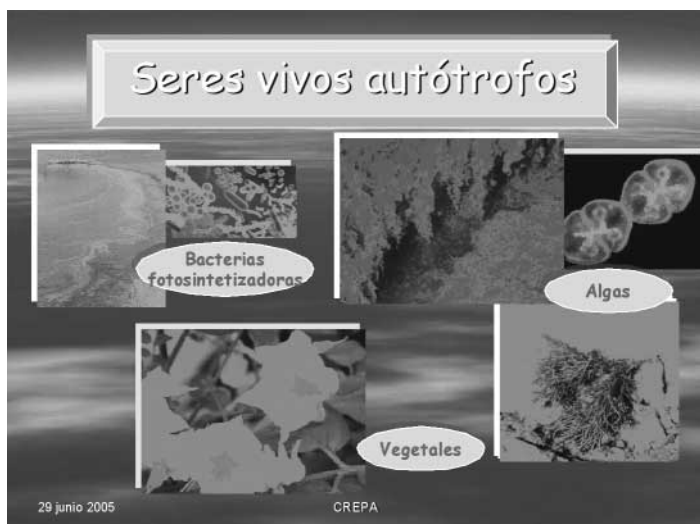 Seres vivos autótrofos
Bacterias
fotosintetizadoras
Algas
Vegetales
29 junio 2005
CREPA